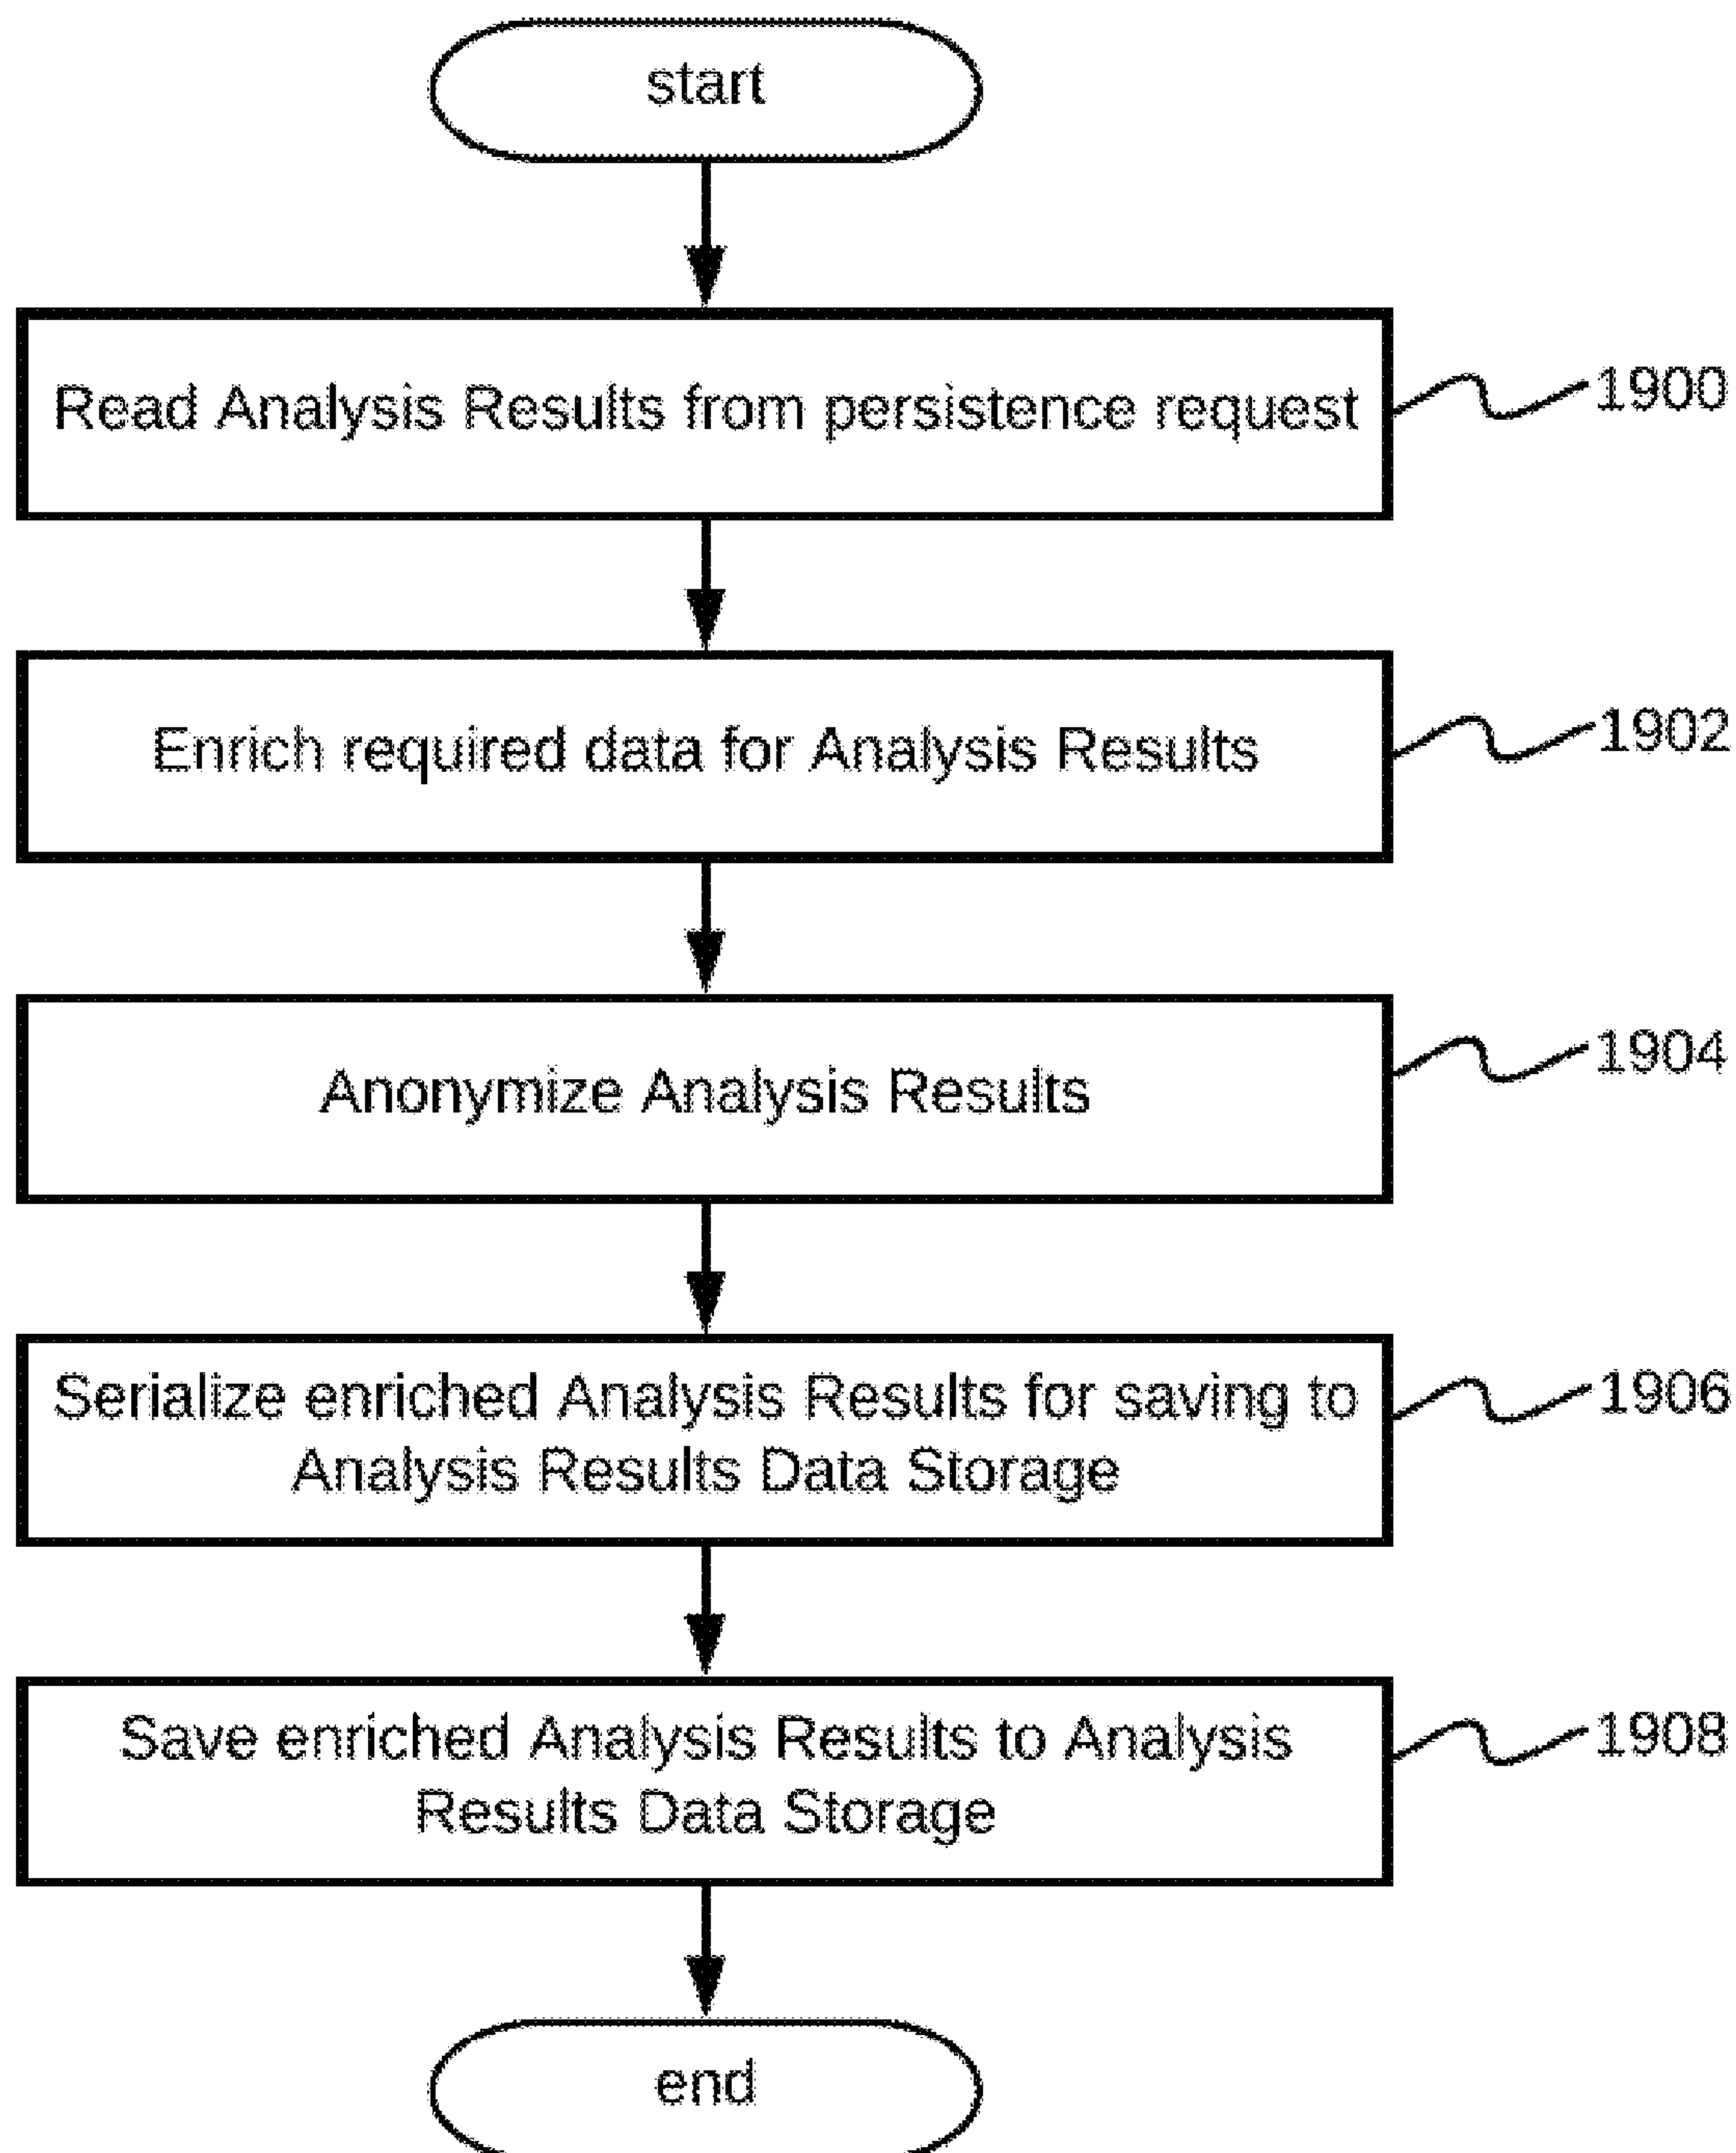 start
Read Analysis Results from persistence request
1900
Enrich required data for Analysis Results
1902
Anonymize Analysis Results
1904
Serialize enriched Analysis Results for saving to
Analysis Results Data Storage
1906
Save enriched Analysis Results to Analysis
Results Data Storage
1908
end